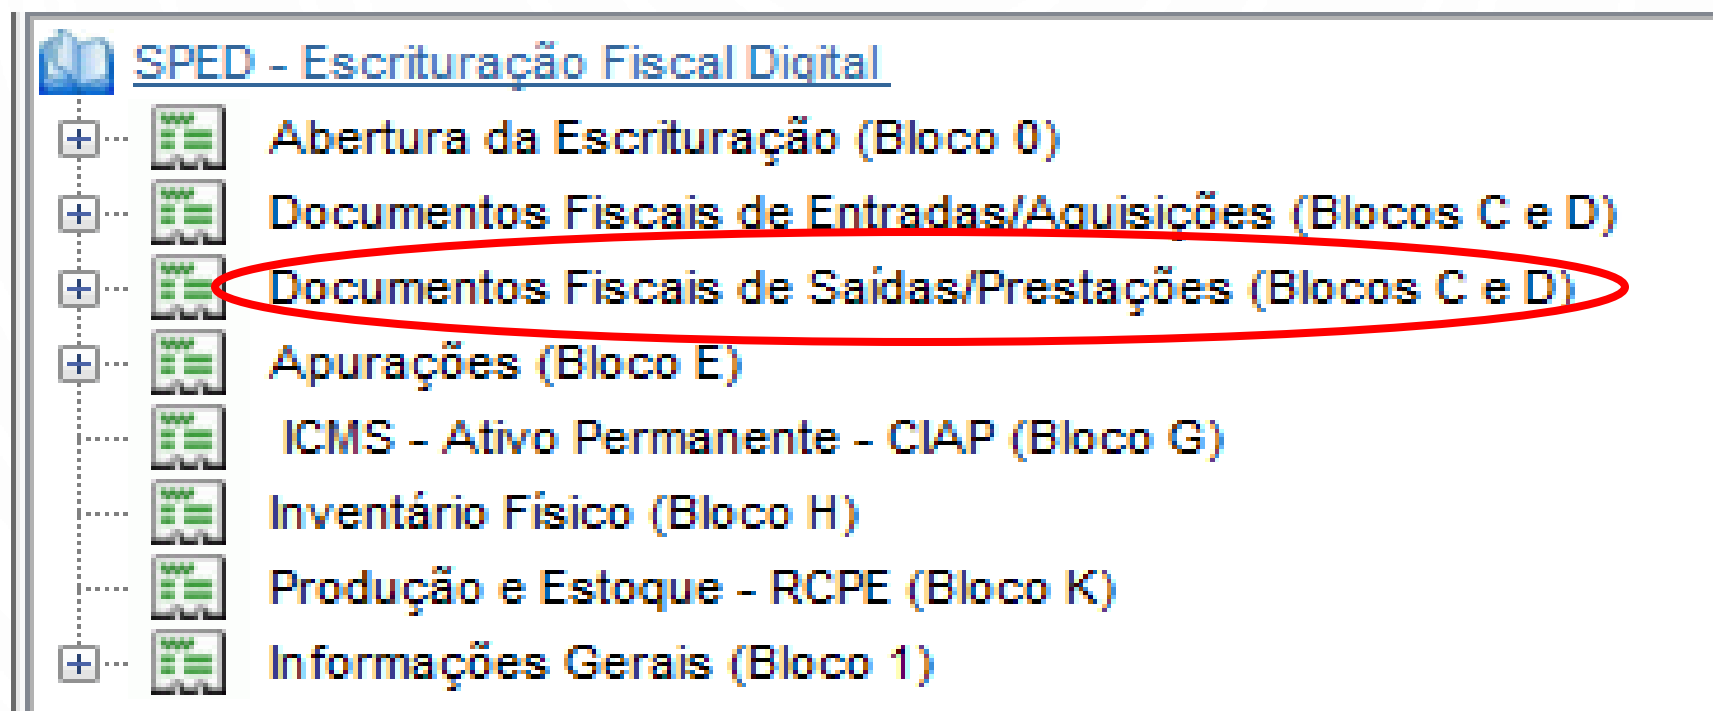 SPED - Escrituração Fiscal Digital
Abertura da Escrituração (Bloco 0)
Documentos Fiscais de Entradas/Aquisições (Blocos C e D)
Documentos Fiscais de Saídas/Prestações (Blocos C e D)
Apurações (Bloco E)
ICMS - Ativo Permanente - CIAP (Bloco G)
Inventário Físico (Bloco H)
Produção e Estoque - RCPE (Bloco K)
Informações Gerais (Bloco 1)